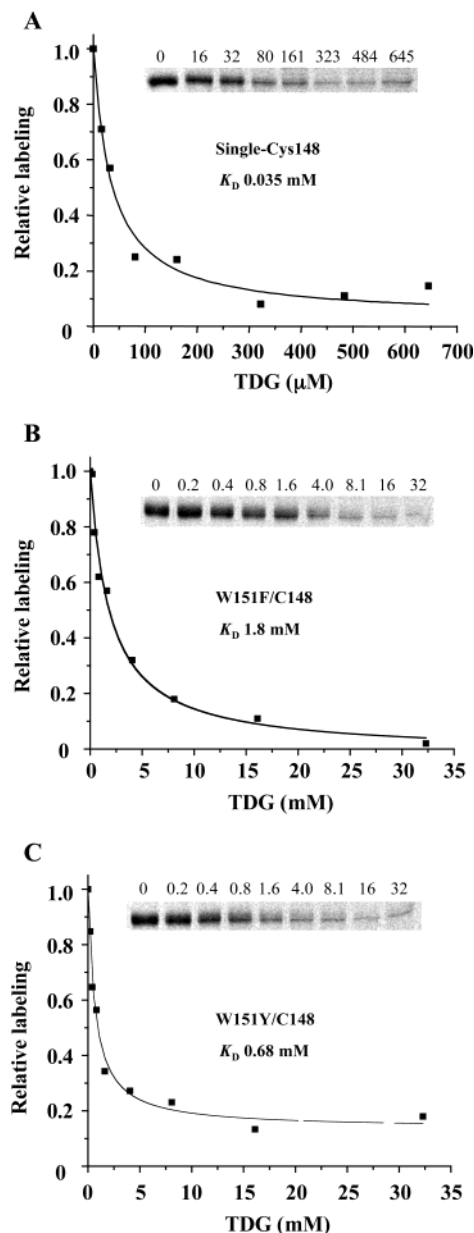 A
0 16 32 80 161 323 484 645
Single-Cys148
K_D 0.035 mM
Relative labeling
1.0
0.8
0.6
0.4
0.2
0
0 100 200 300 400 500 600 700
TDG (µM)
B
0 0.2 0.4 0.8 1.6 4.0 8.1 16 32
W151F/C148
K_D 1.8 mM
Relative labeling
1.0
0.8
0.6
0.4
0.2
0
0 5 10 15 20 25 30 35
TDG (mM)
C
0 0.2 0.4 0.8 1.6 4.0 8.1 16 32
W151Y/C148
K_D 0.68 mM
Relative labeling
1.0
0.8
0.6
0.4
0.2
0
0 5 10 15 20 25 30 35
TDG (mM)